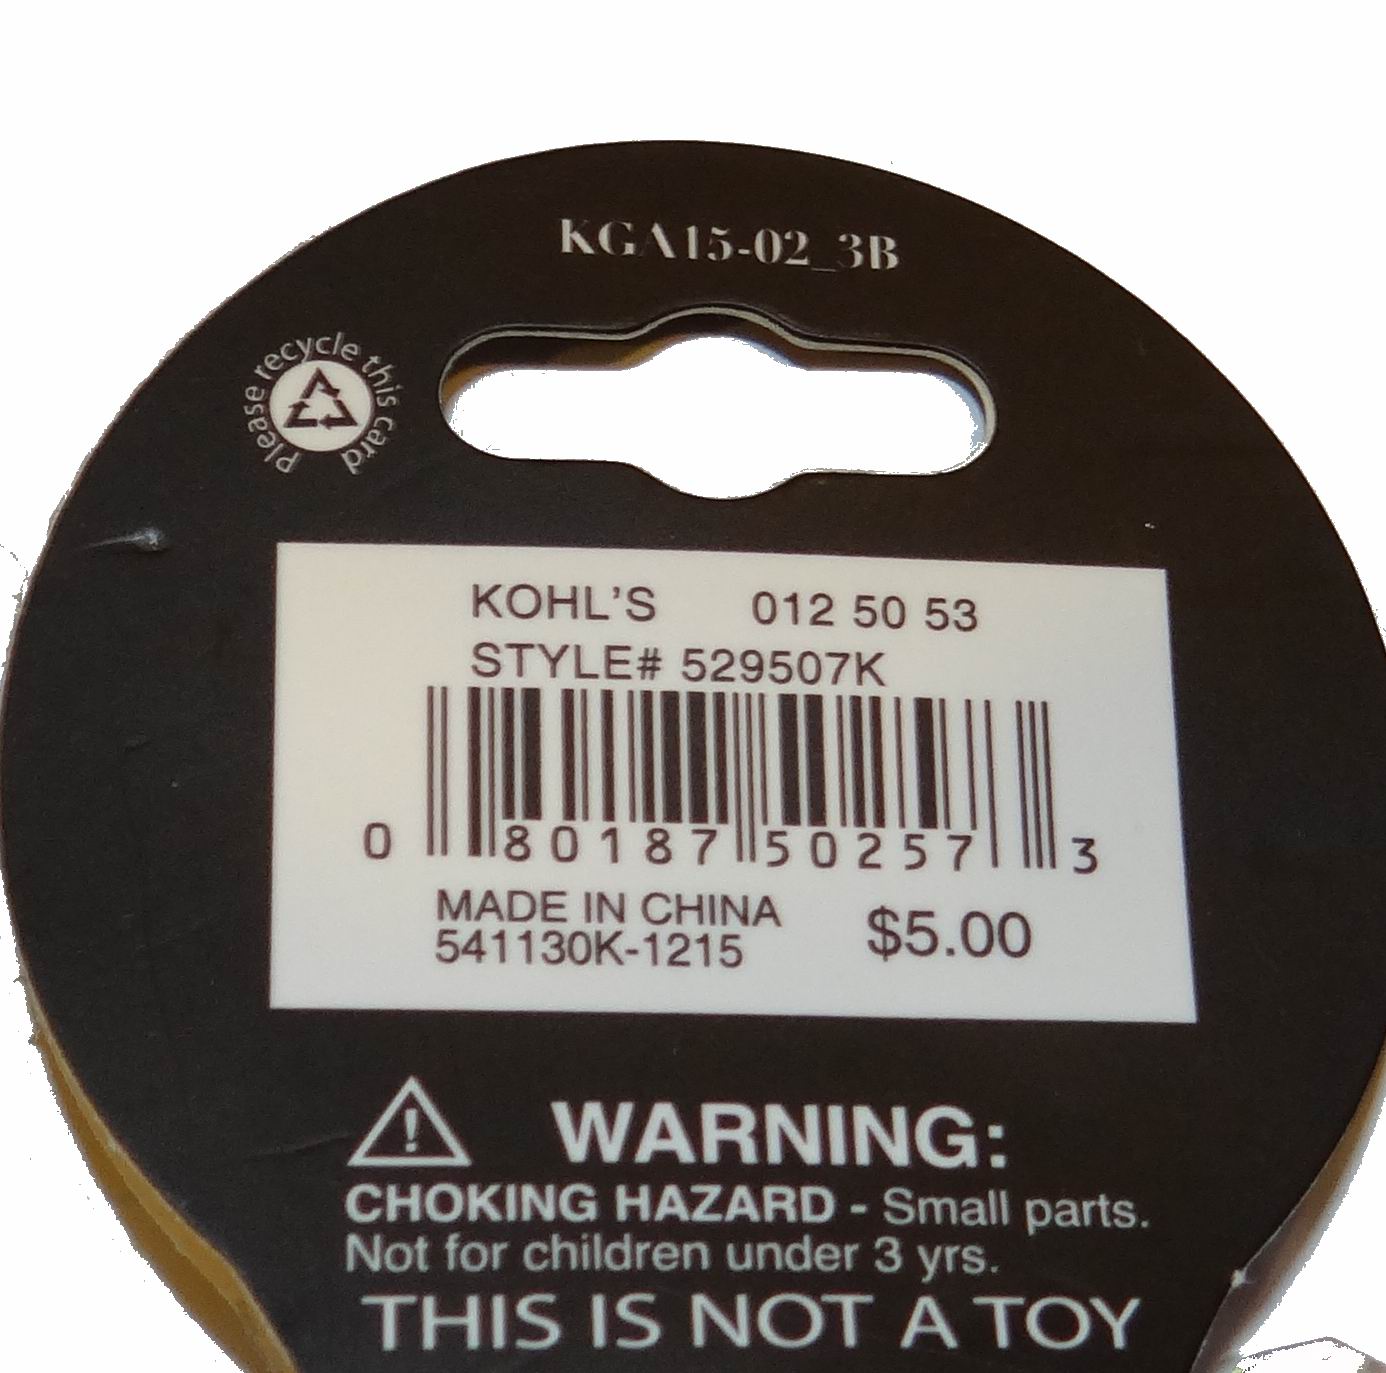 KGA15-02_3B
Please recycle this card
KOHL'S 012 50 53
STYLE# 529507K
0 80187 50257 3
MADE IN CHINA
541130K-1215 $5.00
WARNING:
CHOKING HAZARD - Small parts.
Not for children under 3 yrs.
THIS IS NOT A TOY